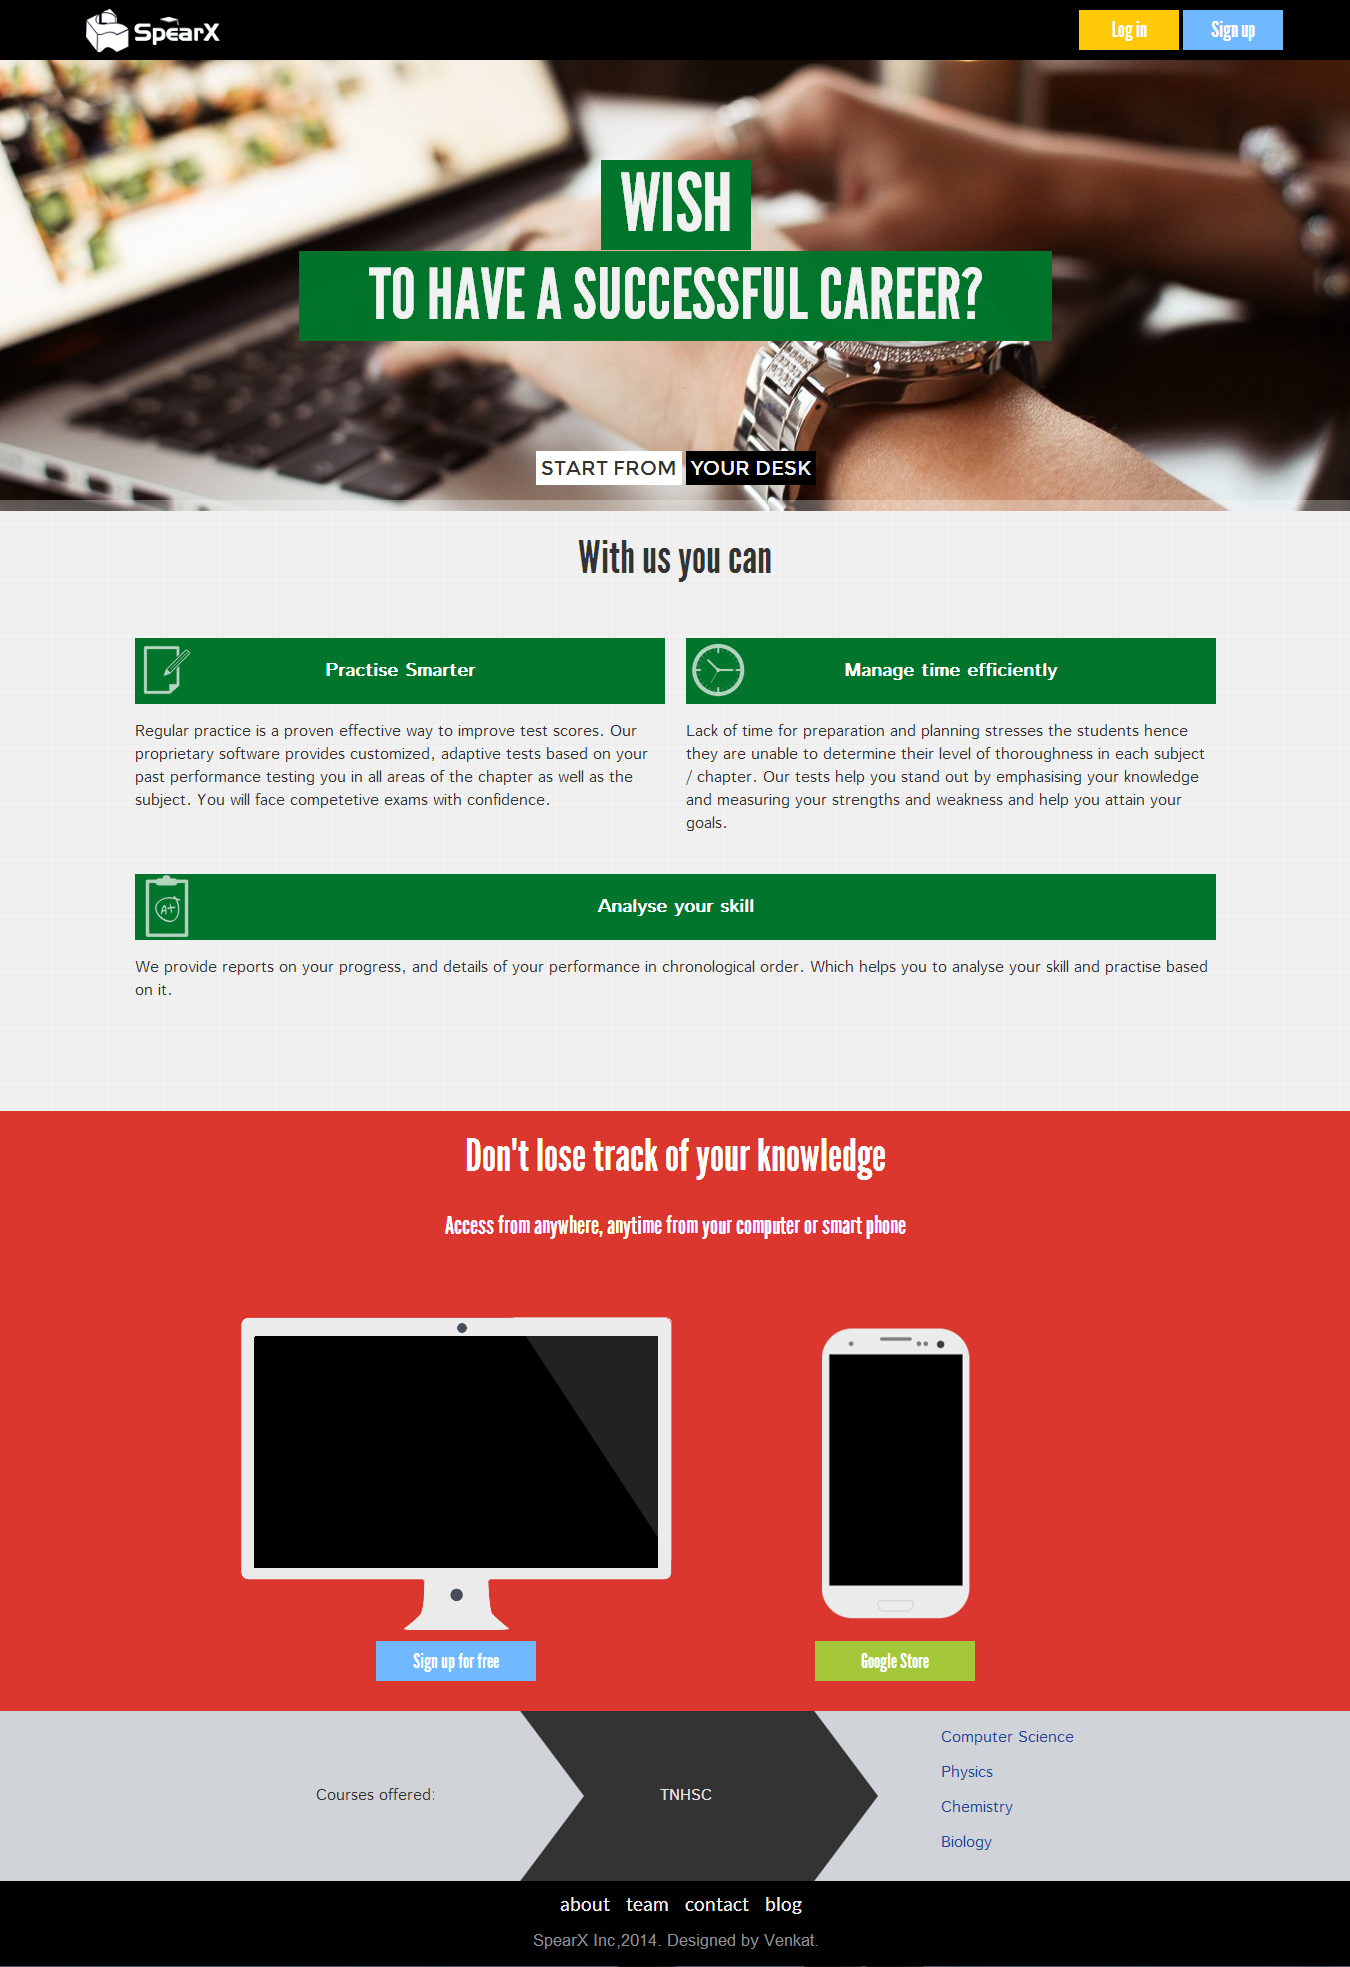 SpearX
Log in
Sign up
WISH
TO HAVE A SUCCESSFUL CAREER?
START FROM YOUR DESK
With us you can
Practise Smarter
Regular practice is a proven effective way to improve test scores. Our
proprietary software provides customized, adaptive tests based on your
past performance testing you in all areas of the chapter as well as the
subject. You will face competetive exams with confidence.
Manage time efficiently
Lack of time for preparation and planning stresses the students hence
they are unable to determine their level of thoroughness in each subject
/ chapter. Our tests help you stand out by emphasising your knowledge
and measuring your strengths and weakness and help you attain your
goals.
A+
Analyse your skill
We provide reports on your progress, and details of your performance in chronological order. Which helps you to analyse your skill and practise based
on it.
Don't lose track of your knowledge
Access from anywhere, anytime from your computer or smart phone
Sign up for free
Google Store
Courses offered:
TNHSC
Computer Science
Physics
Chemistry
Biology
about team contact blog
SpearX Inc,2014. Designed by Venkat.